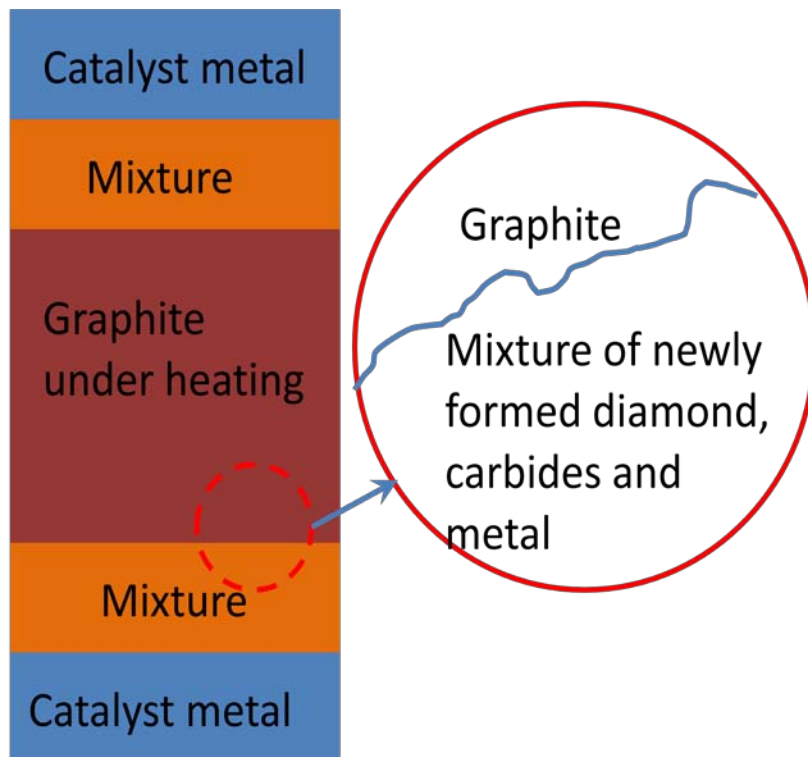 Catalyst metal
Mixture
Graphite
under heating
Mixture
Catalyst metal
Graphite
Mixture of newly
formed diamond,
carbides and
metal